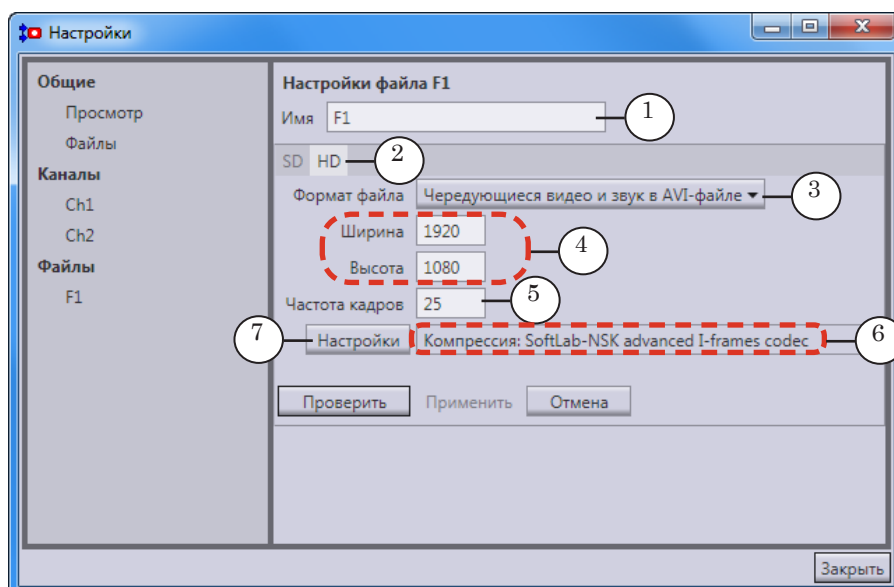 Настройки
Общие
Просмотр
Файлы
Каналы
Ch1
Ch2
Файлы
F1
Настройки файла F1
Имя F1 1
SD HD 2
Формат файла Чередующиеся видео и звук в AVI-файле 3
Ширина 1920
4
Высота 1080
Частота кадров 25 5
7 Настройки Компрессия: SoftLab-NSK advanced I-frames codec 6
Проверить Применить Отмена
Закрыть